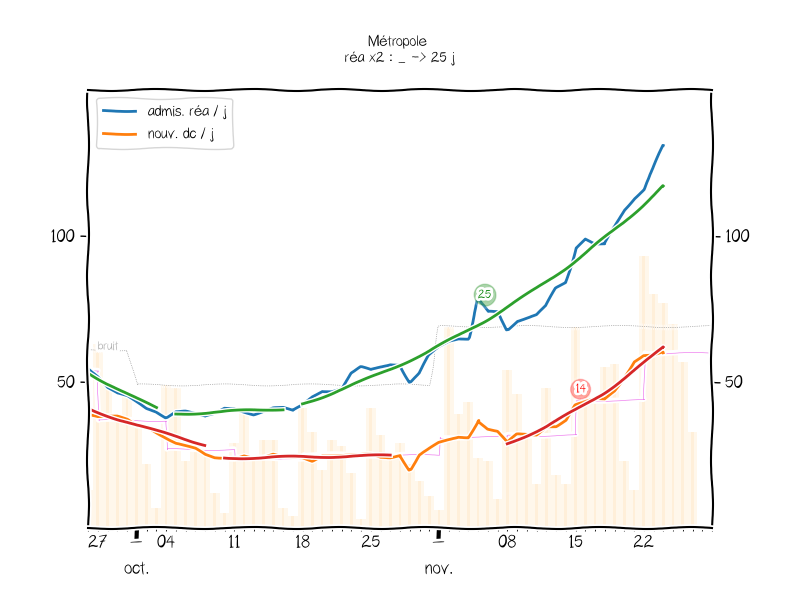 Métropole
réa x2 : _ -> 25 j
admis. réa / j
nouv. dc / j
100
100
25
bruit
50
50
14
27
04
11
18
25
08
15
22
oct.
nov.